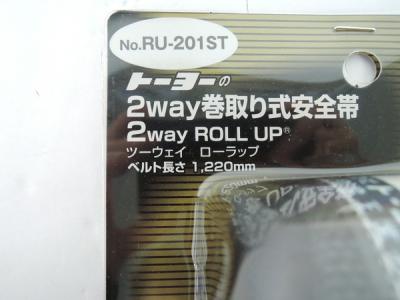 No.RU-201ST
トーヨーの
2way巻取り式安全帯
2way ROLL UP®
ツーウェイ ローラップ
ベルト長さ 1,220mm